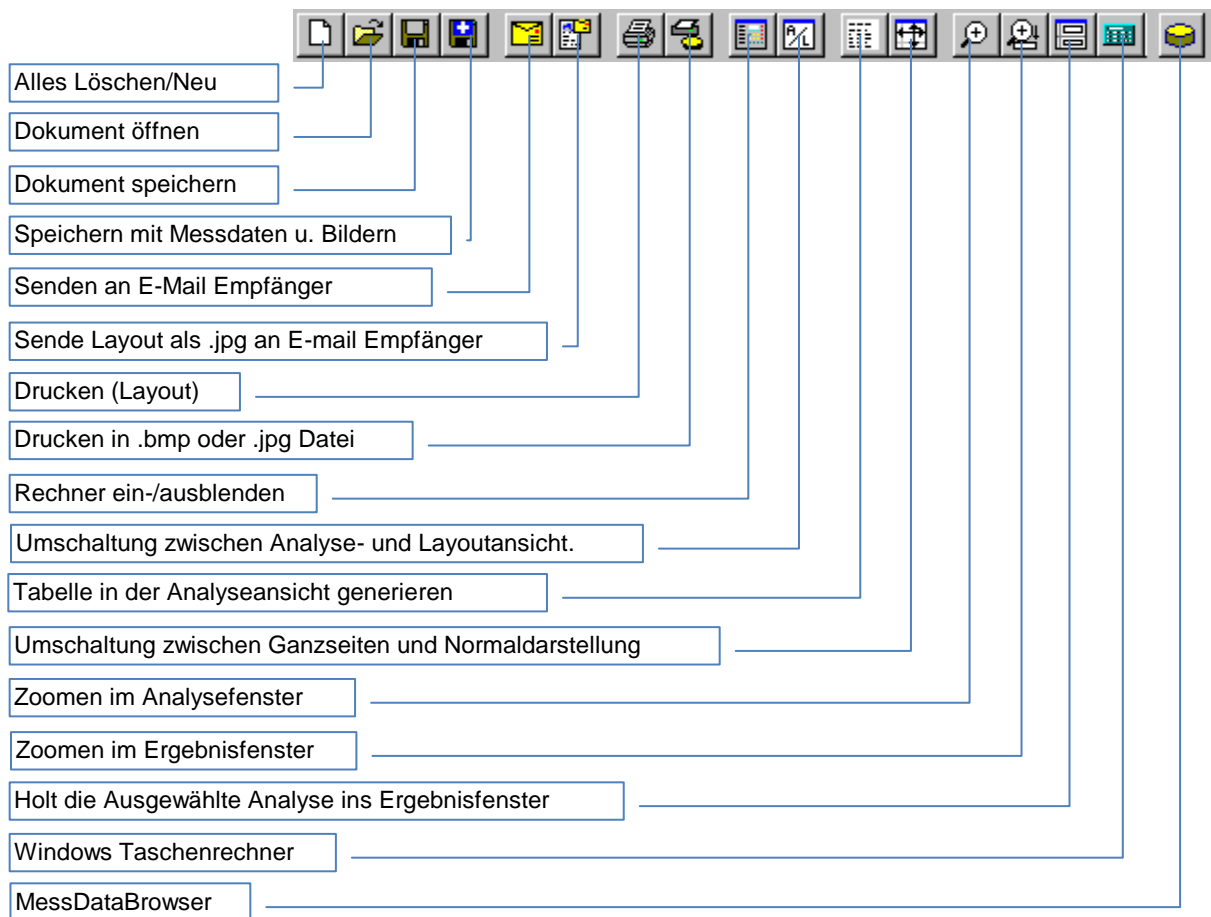 A/L
Alles Löschen/Neu
Dokument öffnen
Dokument speichern
Speichern mit Messdaten u. Bildern
Senden an E-Mail Empfänger
Sende Layout als .jpg an E-mail Empfänger
Drucken (Layout)
Drucken in .bmp oder .jpg Datei
Rechner ein-/ausblenden
Umschaltung zwischen Analyse- und Layoutansicht.
Tabelle in der Analyseansicht generieren
Umschaltung zwischen Ganzseiten und Normaldarstellung
Zoomen im Analysefenster
Zoomen im Ergebnisfenster
Holt die Ausgewählte Analyse ins Ergebnisfenster
Windows Taschenrechner
MessDataBrowser